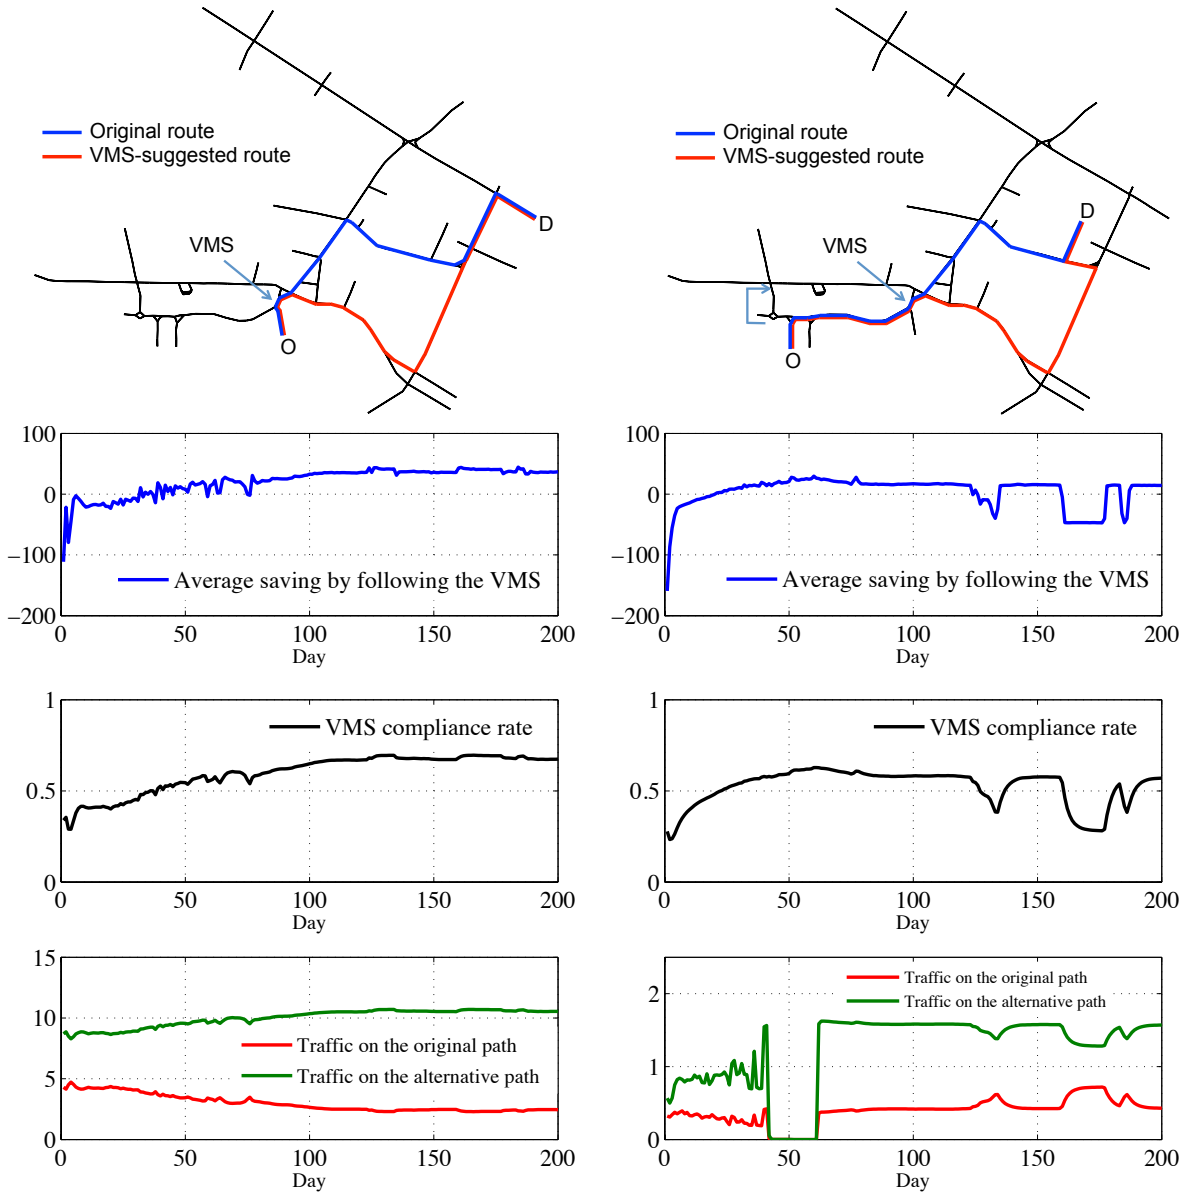 Original route
VMS-suggested route
VMS
O
D
Original route
VMS-suggested route
VMS
O
D
100
0
−100
−200
Average saving by following the VMS
0 50 100 150 200
Day
100
0
−100
−200
Average saving by following the VMS
0 50 100 150 200
Day
1
0.5
0
VMS compliance rate
0 50 100 150 200
Day
1
0.5
0
VMS compliance rate
0 50 100 150 200
Day
15
10
5
0
Traffic on the original path
Traffic on the alternative path
0 50 100 150 200
Day
2
1
0
Traffic on the original path
Traffic on the alternative path
0 50 100 150 200
Day